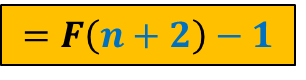 = F(n + 2) − 1